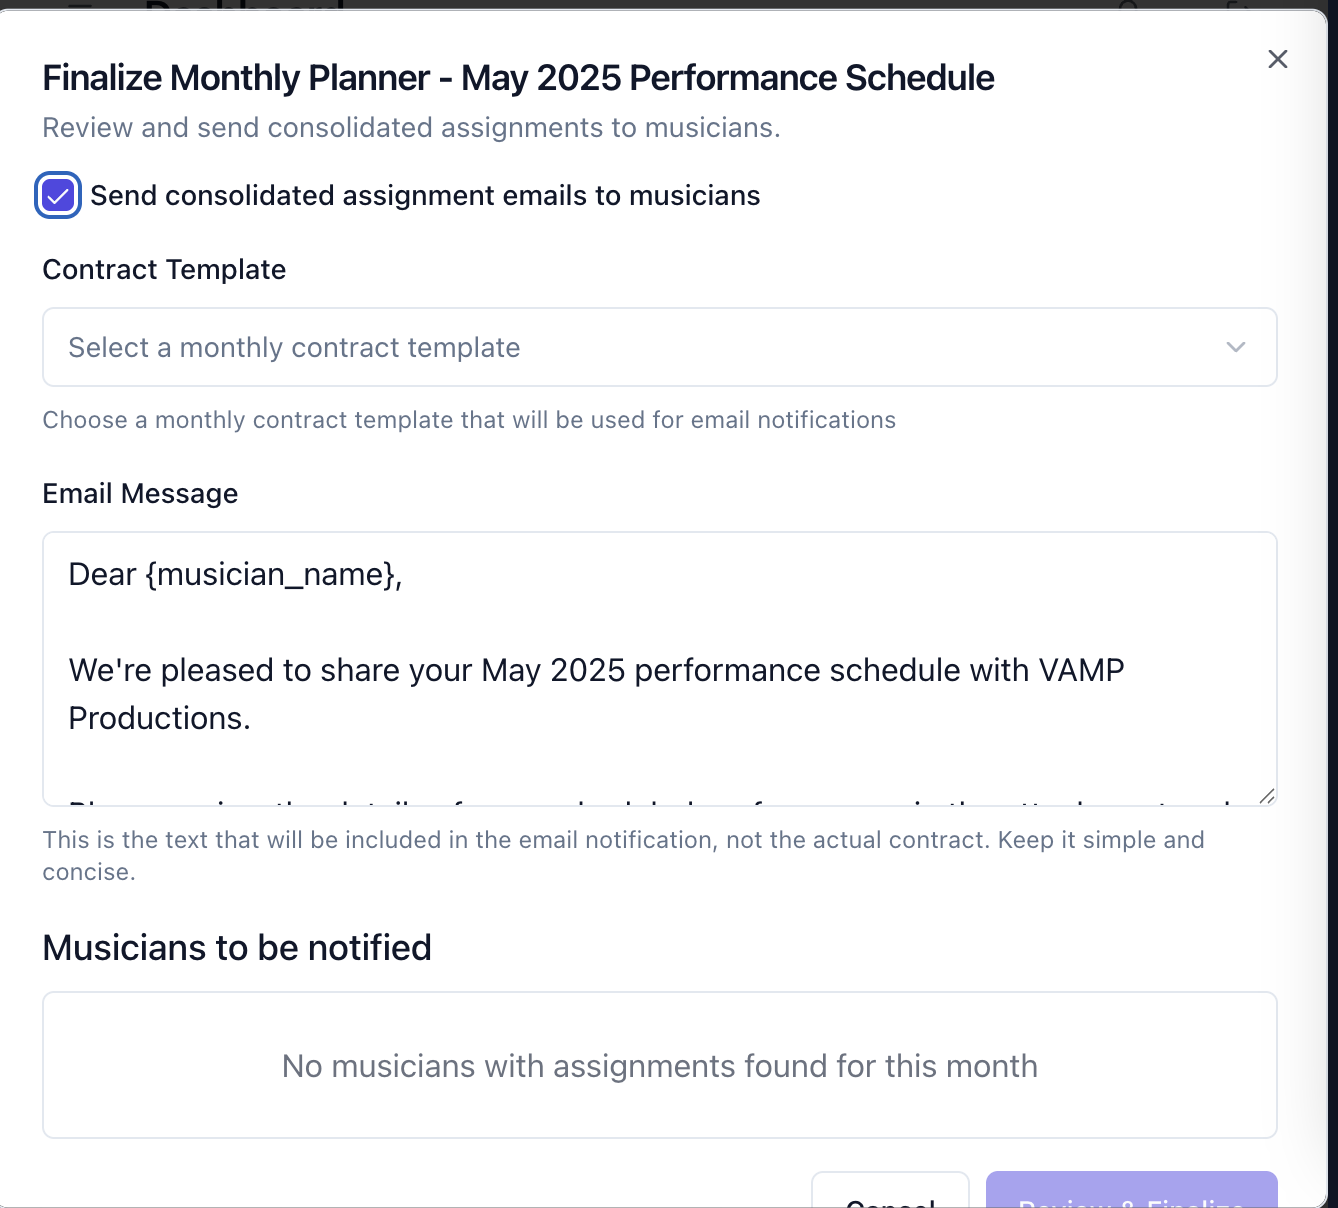 Finalize Monthly Planner - May 2025 Performance Schedule
Review and send consolidated assignments to musicians.
Send consolidated assignment emails to musicians
Contract Template
Select a monthly contract template
Choose a monthly contract template that will be used for email notifications
Email Message
Dear {musician_name},
We're pleased to share your May 2025 performance schedule with VAMP
Productions.
This is the text that will be included in the email notification, not the actual contract. Keep it simple and
concise.
Musicians to be notified
No musicians with assignments found for this month
Cancel
Review & Finalize